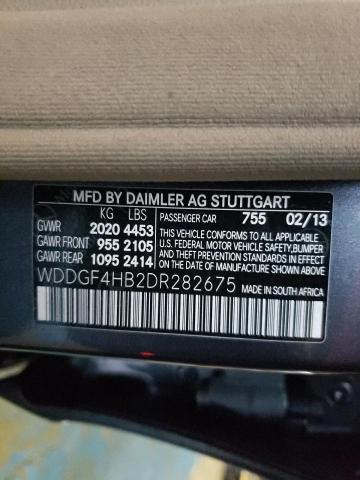 MFD BY DAIMLER AG STUTTGART
KG LBS
PASSENGER CAR 755 02/13
GVWR 2020 4453
GAWR FRONT 955 2105
GAWR REAR 1095 2414
THIS VEHICLE CONFORMS TO ALL APPLICABLE
U.S. FEDERAL MOTOR VEHICLE SAFETY,BUMPER
AND THEFT PREVENTION STANDARDS IN EFFECT
ON THE DATE OF MANUFACTURE SHOWN ABOVE.
WDDGF4HB2DR282675
MADE IN SOUTH AFRICA